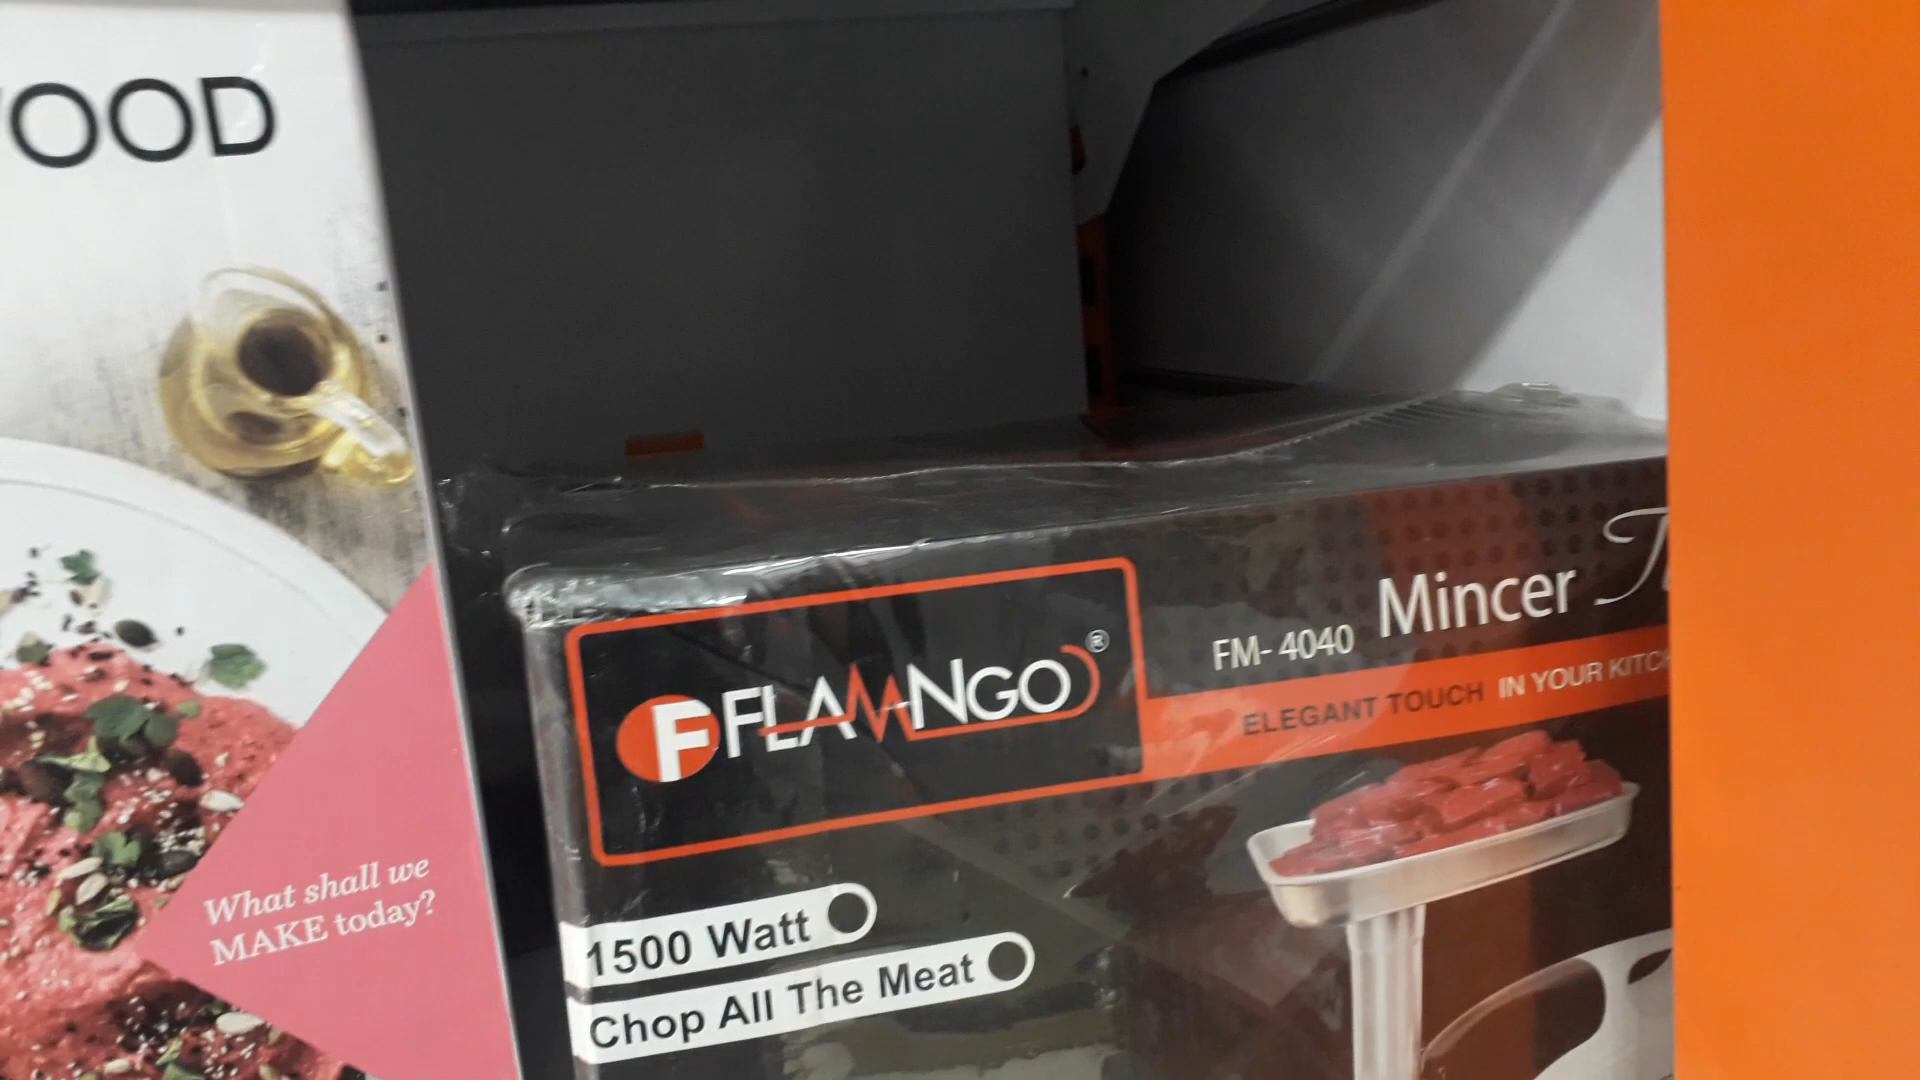 OOD
What shall we
MAKE today?
F FLAMNGO®
FM-4040 Mincer
ELEGANT TOUCH IN YOUR
1500 Watt
Chop All The Meat